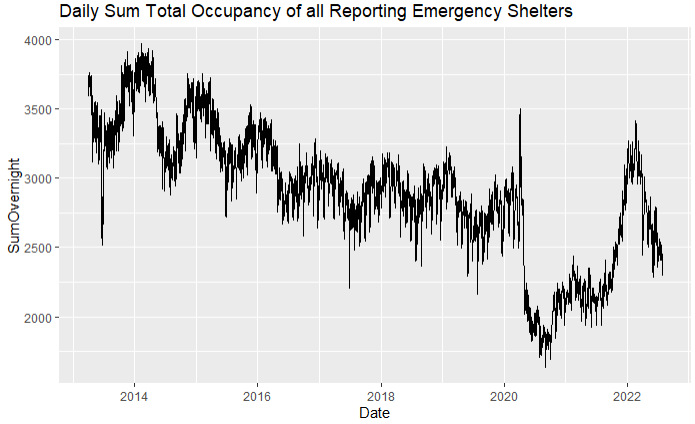 Daily Sum Total Occupancy of all Reporting Emergency Shelters
4000
3500
3000
2500
2000
SumOvernight
2014 2016 2018 2020 2022
Date